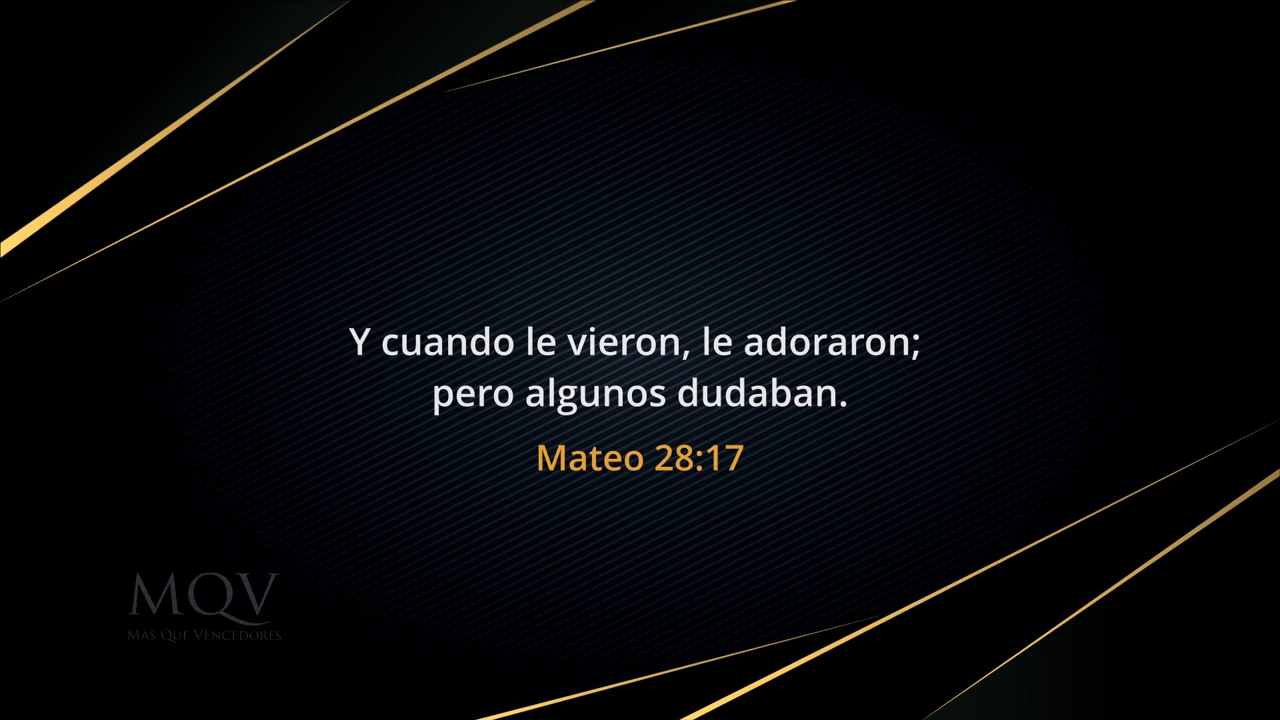 Y cuando le vieron, le adoraron;
pero algunos dudaban.
Mateo 28:17
MQV
Más Que Vencedores